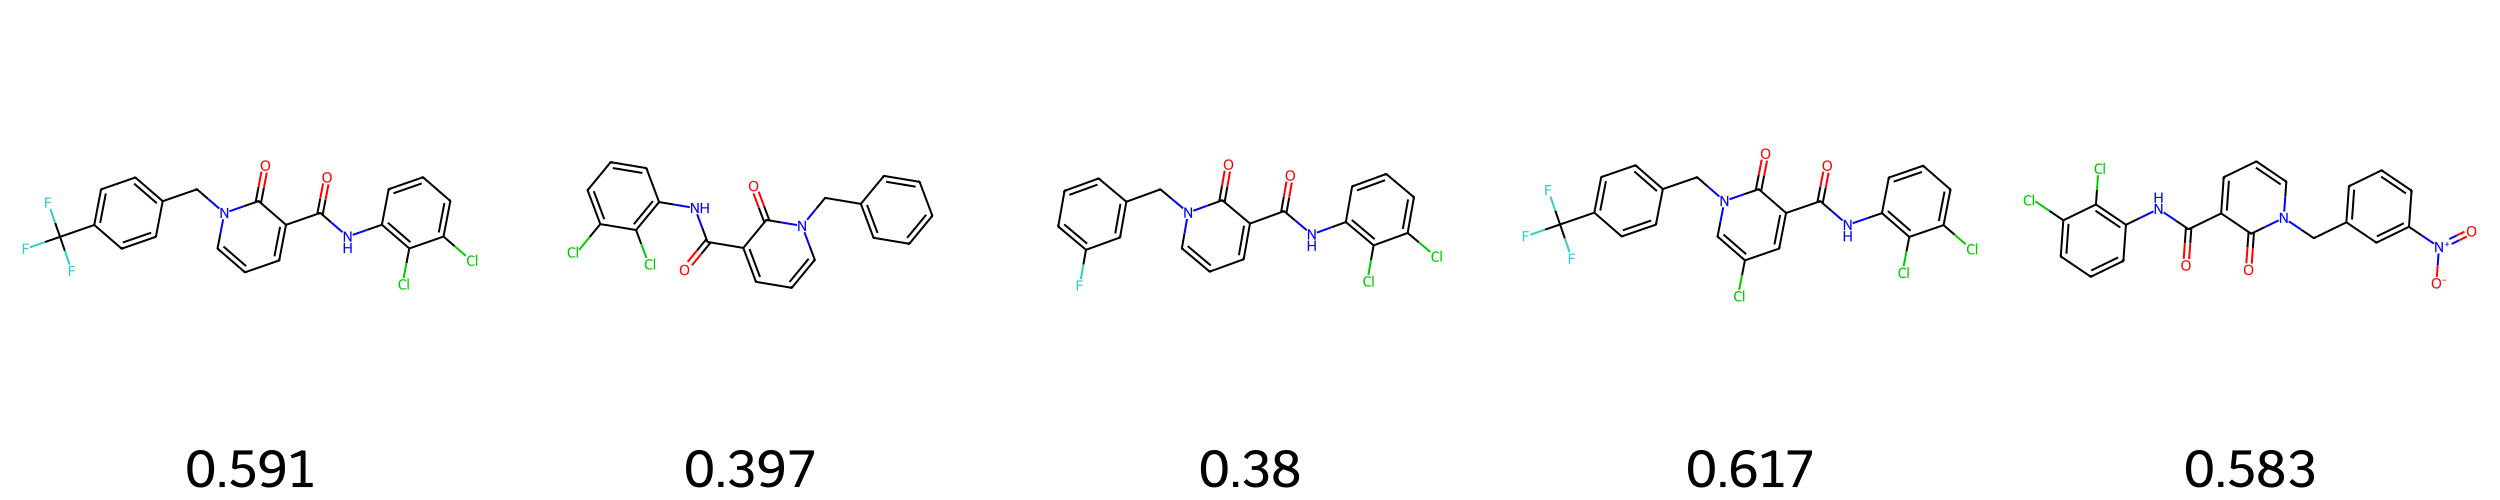 F F F N O O NH Cl Cl
Cl Cl NH O O N
F N O O NH Cl Cl
F F F N O O NH Cl Cl Cl
Cl Cl NH O O N N+ O O-
0.591 0.397 0.38 0.617 0.583